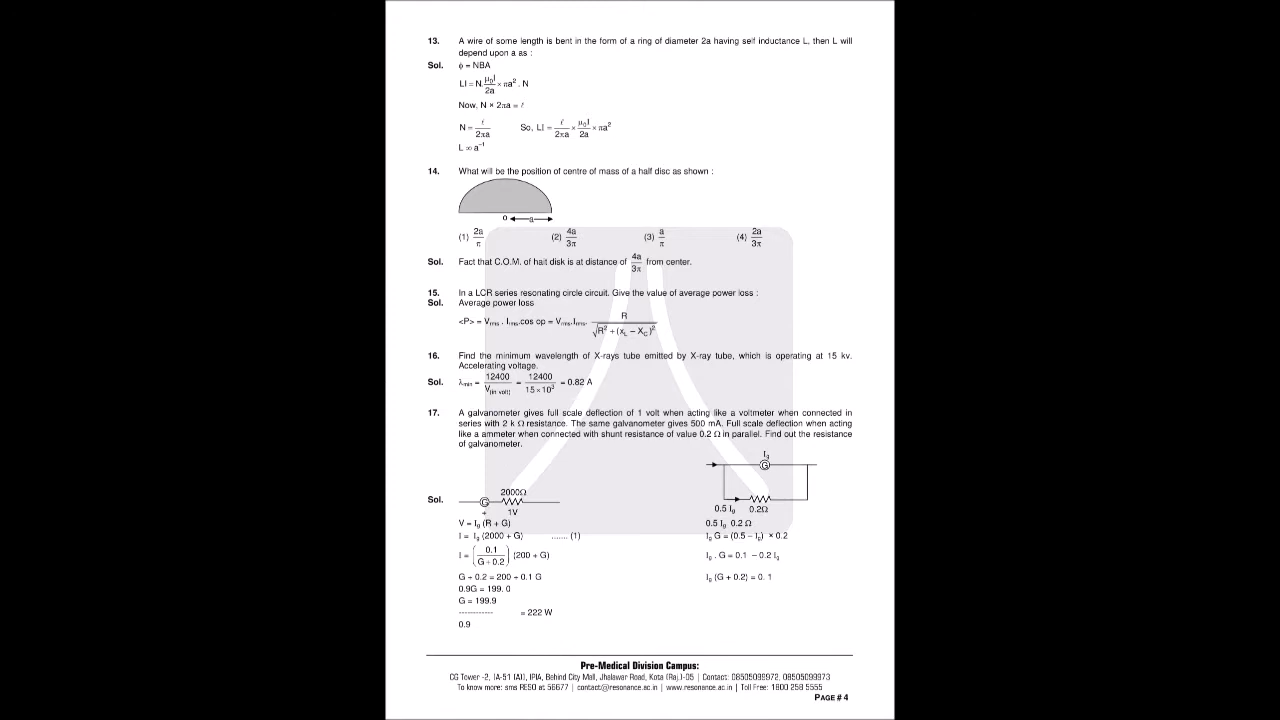 13. A wire of some length is bent in the form of a ring of diameter 2a having self inductance L, then L will
depend upon a as :
Sol. ϕ = NBA
LI = N. μ₀I/2a × πa² . N
Now, N × 2πa = ℓ
N = ℓ/2πa So, LI = ℓ/2πa × μ₀I/2a × πa²
L ∞ a⁻¹
14. What will be the position of centre of mass of a half disc as shown :
o a
(1) 2a/π (2) 4a/3π (3) a/π (4) 2a/3π
Sol. Fact that C.O.M. of halt disk is at distance of 4a/3π from center.
15. In a LCR series resonating circle circuit. Give the value of average power loss :
Sol. Average power loss
<P> = Vrms . Irms.cos op = Vrms.Irms. R/√(R² + (xL − XC)²)
16. Find the minimum wavelength of X-rays tube emitted by X-ray tube, which is operating at 15 kv.
Accelerating voltage.
Sol. λmin = 12400/V(in volt) = 12400/15 × 10³ = 0.82 A
17. A galvanometer gives full scale deflection of 1 volt when acting like a voltmeter when connected in
series with 2 k Ω resistance. The same galvanometer gives 500 mA. Full scale deflection when acting
like a ammeter when connected with shunt resistance of value 0.2 Ω in parallel. Find out the resistance
of galvanometer.
Ig
G
Sol. G 2000Ω
+ 1V
0.5 Ig 0.2Ω
V = Ig (R + G) 0.5 Ig 0.2 Ω
I = Ig (2000 + G) ....... (1) Ig G = (0.5 – Ig) × 0.2
I = (0.1/G + 0.2) (200 + G) Ig . G = 0.1 – 0.2 Ig
G + 0.2 = 200 + 0.1 G Ig (G + 0.2) = 0. 1
0.9G = 199. 0
G = 199.9
------------ = 222 W
0.9
Pre-Medical Division Campus:
CG Tower -2, [A-51 (A)], IPIA, Behind City Mall, Jhalawar Road, Kota (Raj.)-05 | Contact: 08505099972, 08505099973
To know more: sms RESO at 56677 | contact@resonance.ac.in | www.resonance.ac.in | Toll Free: 1800 258 5555
PAGE # 4